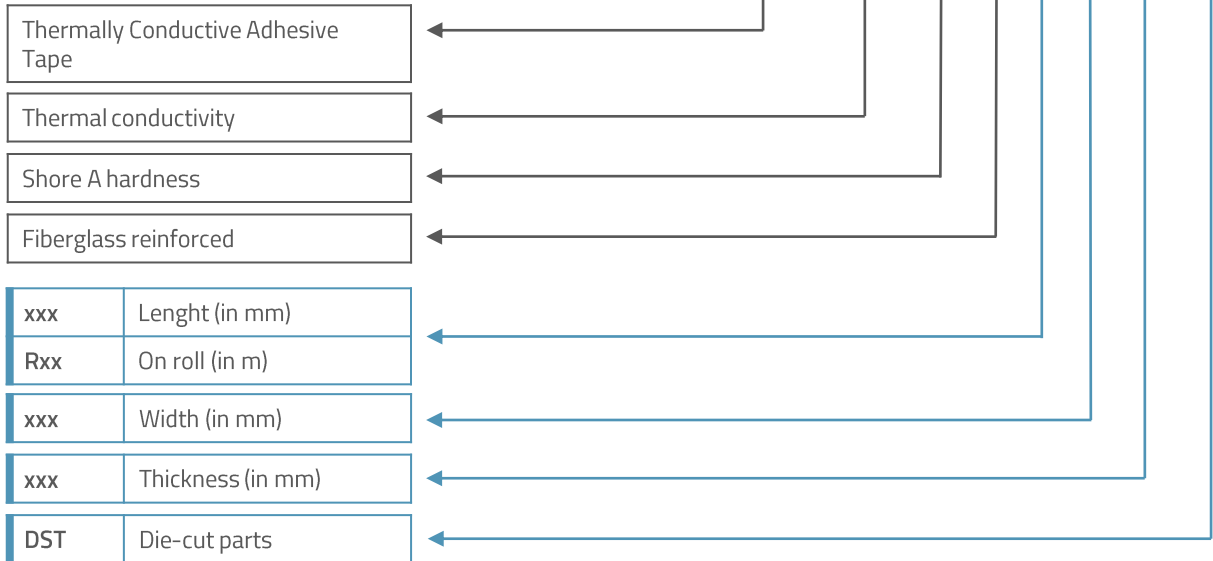 Thermally Conductive Adhesive
Tape
Thermal conductivity
Shore A hardness
Fiberglass reinforced
xxx Lenght (in mm)
Rxx On roll (in m)
xxx Width (in mm)
xxx Thickness (in mm)
DST Die-cut parts